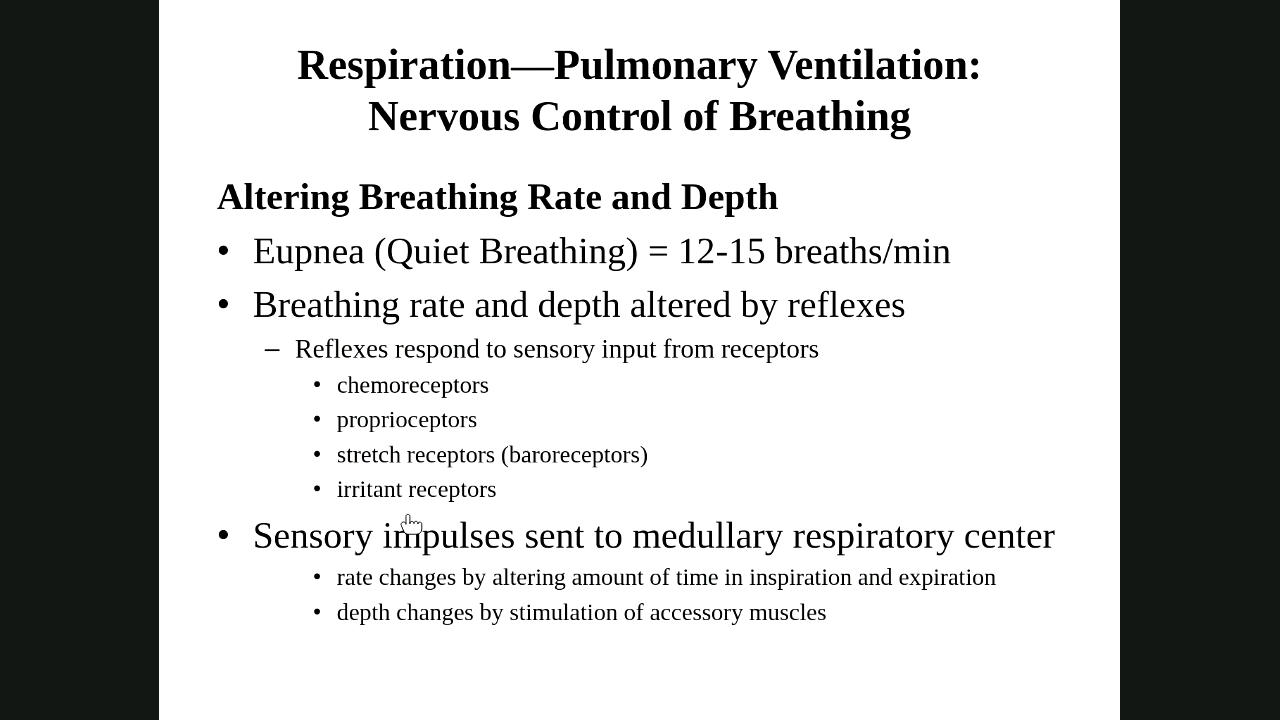 Respiration—Pulmonary Ventilation:
Nervous Control of Breathing
Altering Breathing Rate and Depth
• Eupnea (Quiet Breathing) = 12-15 breaths/min
• Breathing rate and depth altered by reflexes
– Reflexes respond to sensory input from receptors
• chemoreceptors
• proprioceptors
• stretch receptors (baroreceptors)
• irritant receptors
• Sensory impulses sent to medullary respiratory center
• rate changes by altering amount of time in inspiration and expiration
• depth changes by stimulation of accessory muscles